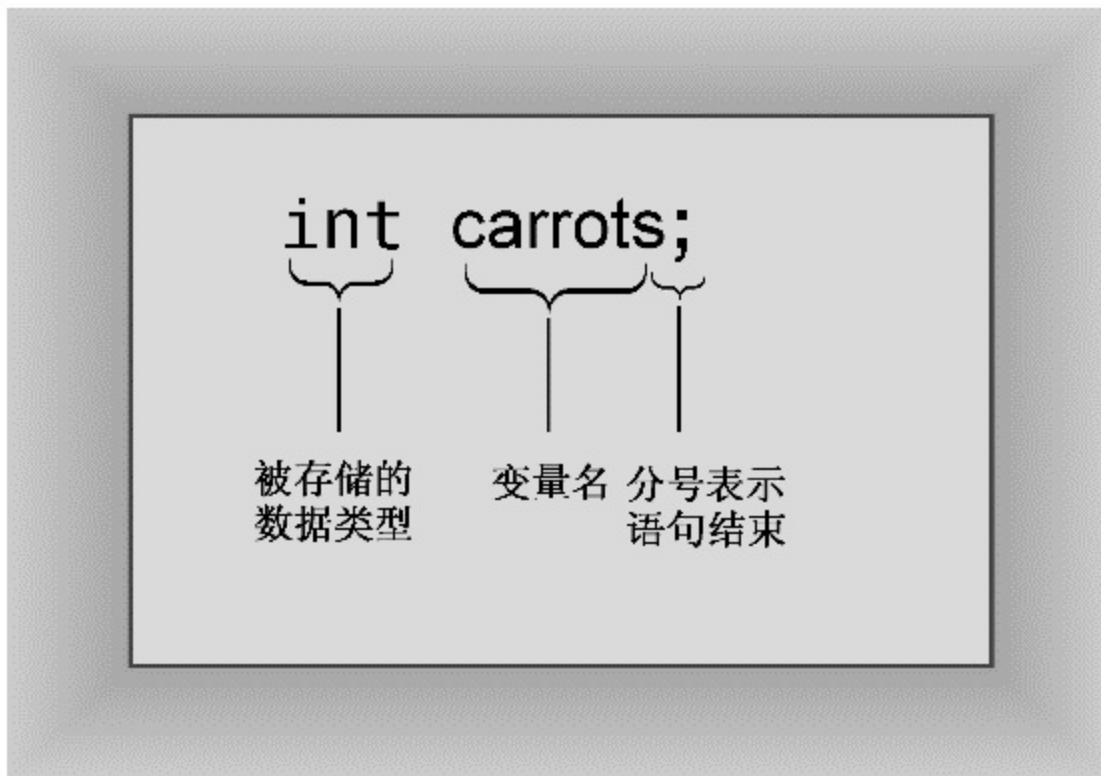 int carrots;
被存储的
数据类型
变量名
分号表示
语句结束